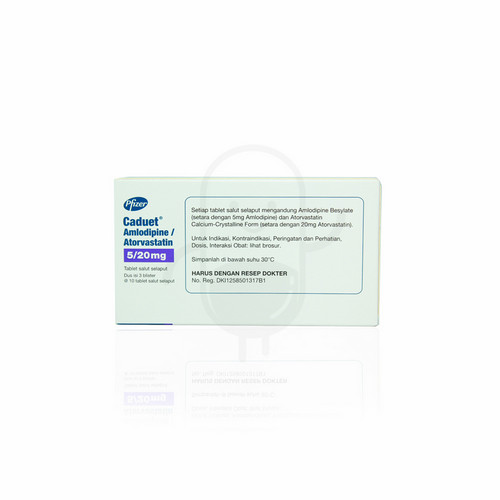 Pfizer
Caduet®
Amlodipine /
Atorvastatin
5/20mg
Tablet salut selaput
Dus isi 3 blister
@ 10 tablet salut selaput
Setiap tablet salut selaput mengandung Amlodipine Besylate
(setara dengan 5mg Amlodipine) dan Atorvastatin
Calcium-Crystalline Form (setara dengan 20mg Atorvastatin).
Untuk Indikasi, Kontraindikasi, Peringatan dan Perhatian,
Dosis, Interaksi Obat: lihat brosur.
Simpanlah di bawah suhu 30°C
HARUS DENGAN RESEP DOKTER
No. Reg. DKI1258501317B1